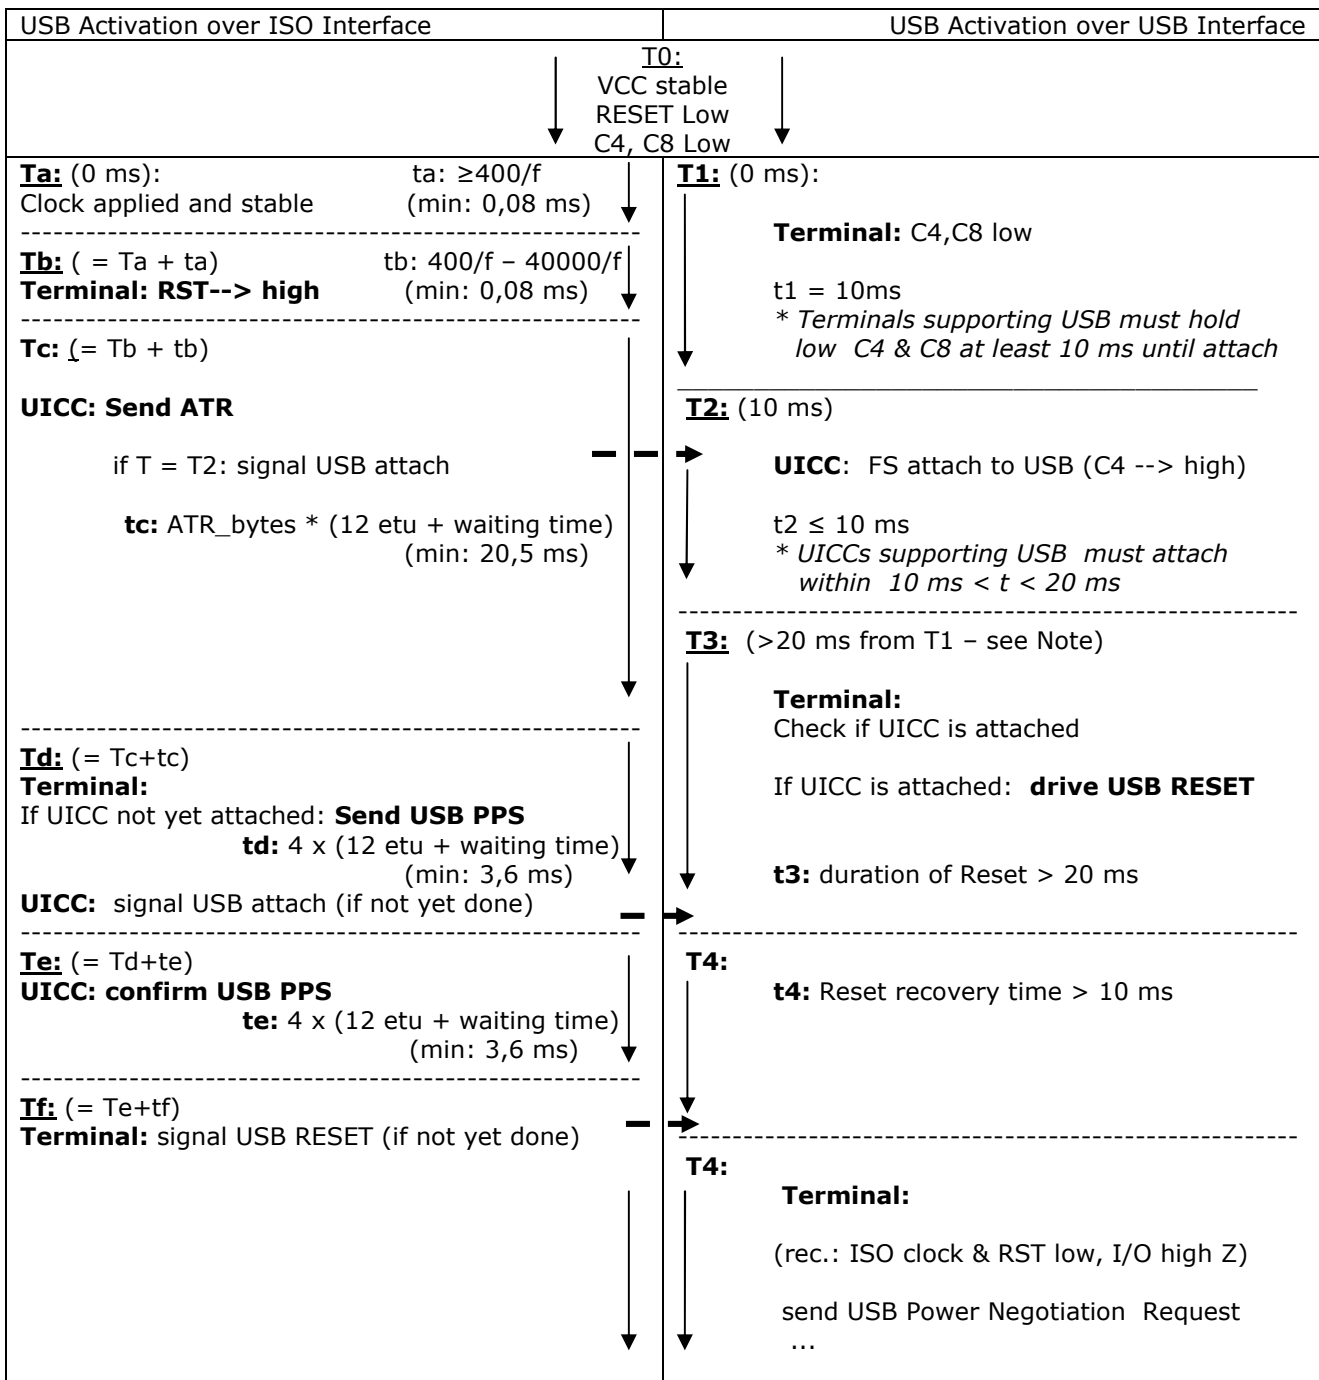 USB Activation over ISO Interface
USB Activation over USB Interface
T0:
VCC stable
RESET Low
C4, C8 Low
Ta: (0 ms): ta: ≥400/f
Clock applied and stable (min: 0,08 ms)
Tb: ( = Ta + ta) tb: 400/f – 40000/f
Terminal: RST--> high (min: 0,08 ms)
Tc: (= Tb + tb)
UICC: Send ATR
if T = T2: signal USB attach
tc: ATR_bytes * (12 etu + waiting time)
(min: 20,5 ms)
Td: (= Tc+tc)
Terminal:
If UICC not yet attached: Send USB PPS
td: 4 x (12 etu + waiting time)
(min: 3,6 ms)
UICC: signal USB attach (if not yet done)
Te: (= Td+te)
UICC: confirm USB PPS
te: 4 x (12 etu + waiting time)
(min: 3,6 ms)
Tf: (= Te+tf)
Terminal: signal USB RESET (if not yet done)
T1: (0 ms):
Terminal: C4,C8 low
t1 = 10ms
* Terminals supporting USB must hold
low C4 & C8 at least 10 ms until attach
T2: (10 ms)
UICC: FS attach to USB (C4 --> high)
t2 ≤ 10 ms
* UICCs supporting USB must attach
within 10 ms < t < 20 ms
T3: (>20 ms from T1 – see Note)
Terminal:
Check if UICC is attached
If UICC is attached: drive USB RESET
t3: duration of Reset > 20 ms
T4:
t4: Reset recovery time > 10 ms
T4:
Terminal:
(rec.: ISO clock & RST low, I/O high Z)
send USB Power Negotiation Request
...